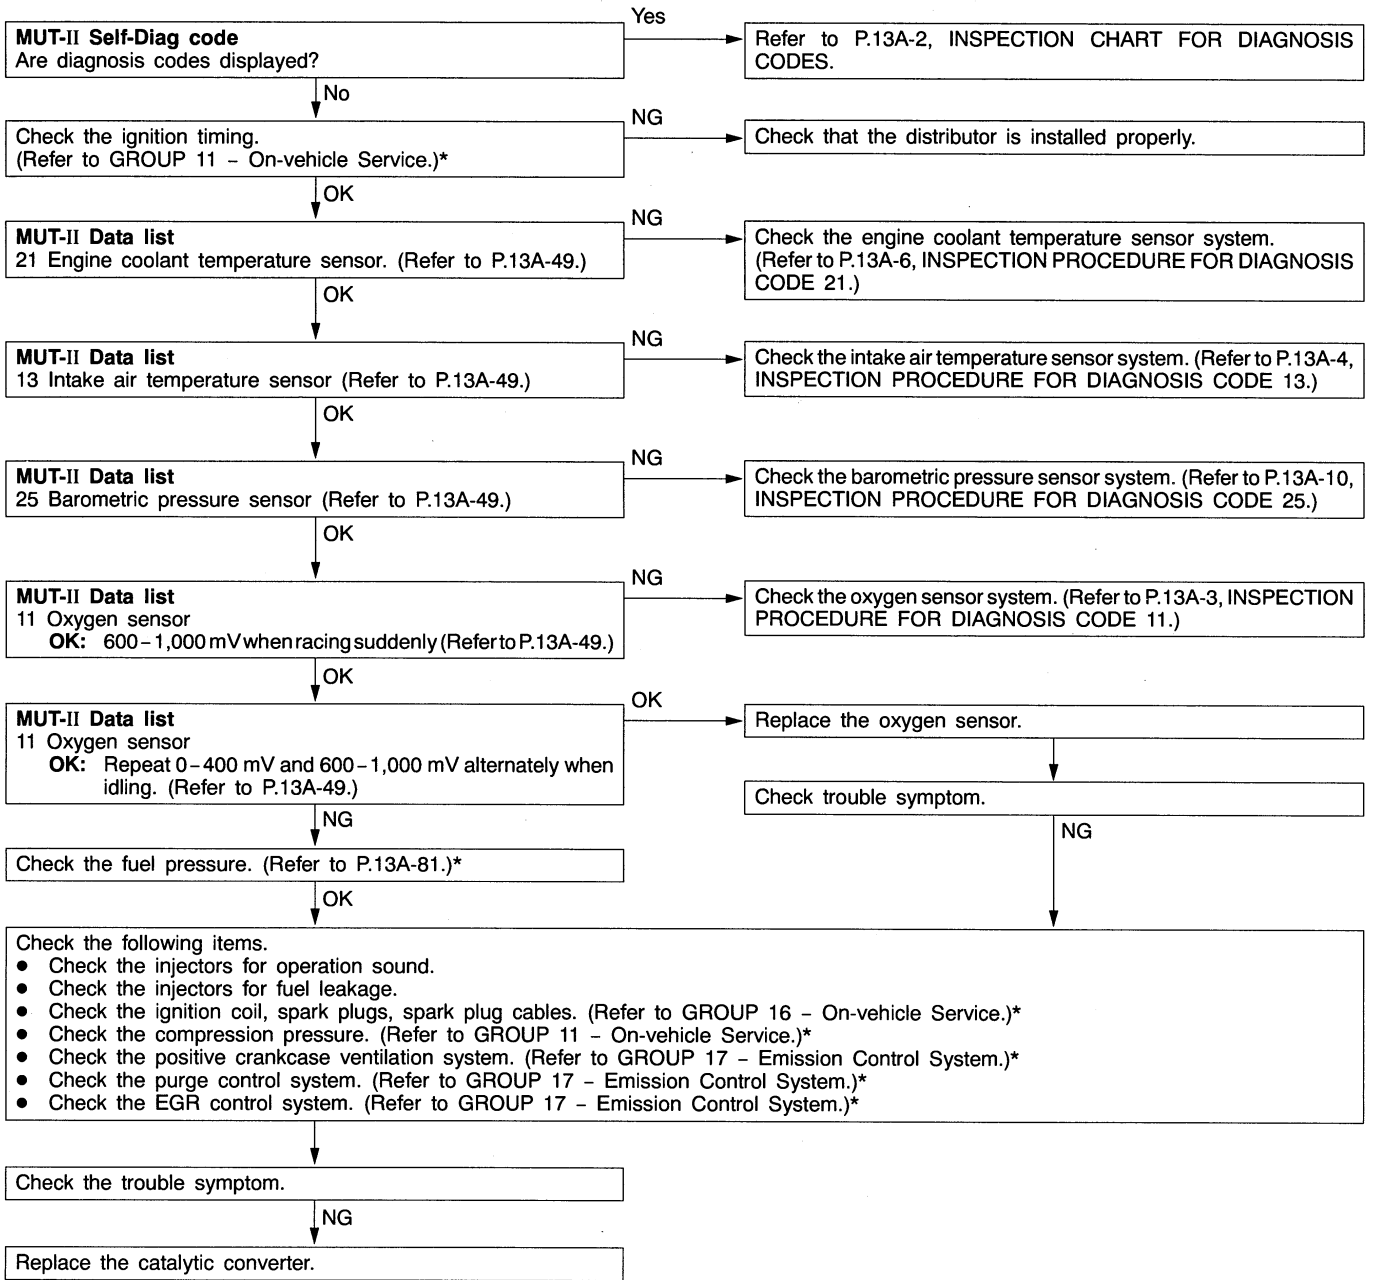 Yes
MUT-II Self-Diag code
Are diagnosis codes displayed?
Refer to P.13A-2, INSPECTION CHART FOR DIAGNOSIS
CODES.
No
NG
Check the ignition timing.
(Refer to GROUP 11 – On-vehicle Service.)*
Check that the distributor is installed properly.
OK
NG
MUT-II Data list
21 Engine coolant temperature sensor. (Refer to P.13A-49.)
Check the engine coolant temperature sensor system.
(Refer to P.13A-6, INSPECTION PROCEDURE FOR DIAGNOSIS
CODE 21.)
OK
NG
MUT-II Data list
13 Intake air temperature sensor (Refer to P.13A-49.)
Check the intake air temperature sensor system. (Refer to P.13A-4,
INSPECTION PROCEDURE FOR DIAGNOSIS CODE 13.)
OK
NG
MUT-II Data list
25 Barometric pressure sensor (Refer to P.13A-49.)
Check the barometric pressure sensor system. (Refer to P.13A-10,
INSPECTION PROCEDURE FOR DIAGNOSIS CODE 25.)
OK
NG
MUT-II Data list
11 Oxygen sensor
OK: 600–1,000 mV when racing suddenly (Refer to P.13A-49.)
Check the oxygen sensor system. (Refer to P.13A-3, INSPECTION
PROCEDURE FOR DIAGNOSIS CODE 11.)
OK
OK
MUT-II Data list
11 Oxygen sensor
OK: Repeat 0–400 mV and 600–1,000 mV alternately when
idling. (Refer to P.13A-49.)
Replace the oxygen sensor.
Check trouble symptom.
NG
NG
Check the fuel pressure. (Refer to P.13A-81.)*
OK
Check the following items.
● Check the injectors for operation sound.
● Check the injectors for fuel leakage.
● Check the ignition coil, spark plugs, spark plug cables. (Refer to GROUP 16 – On-vehicle Service.)*
● Check the compression pressure. (Refer to GROUP 11 – On-vehicle Service.)*
● Check the positive crankcase ventilation system. (Refer to GROUP 17 – Emission Control System.)*
● Check the purge control system. (Refer to GROUP 17 – Emission Control System.)*
● Check the EGR control system. (Refer to GROUP 17 – Emission Control System.)*
Check the trouble symptom.
NG
Replace the catalytic converter.